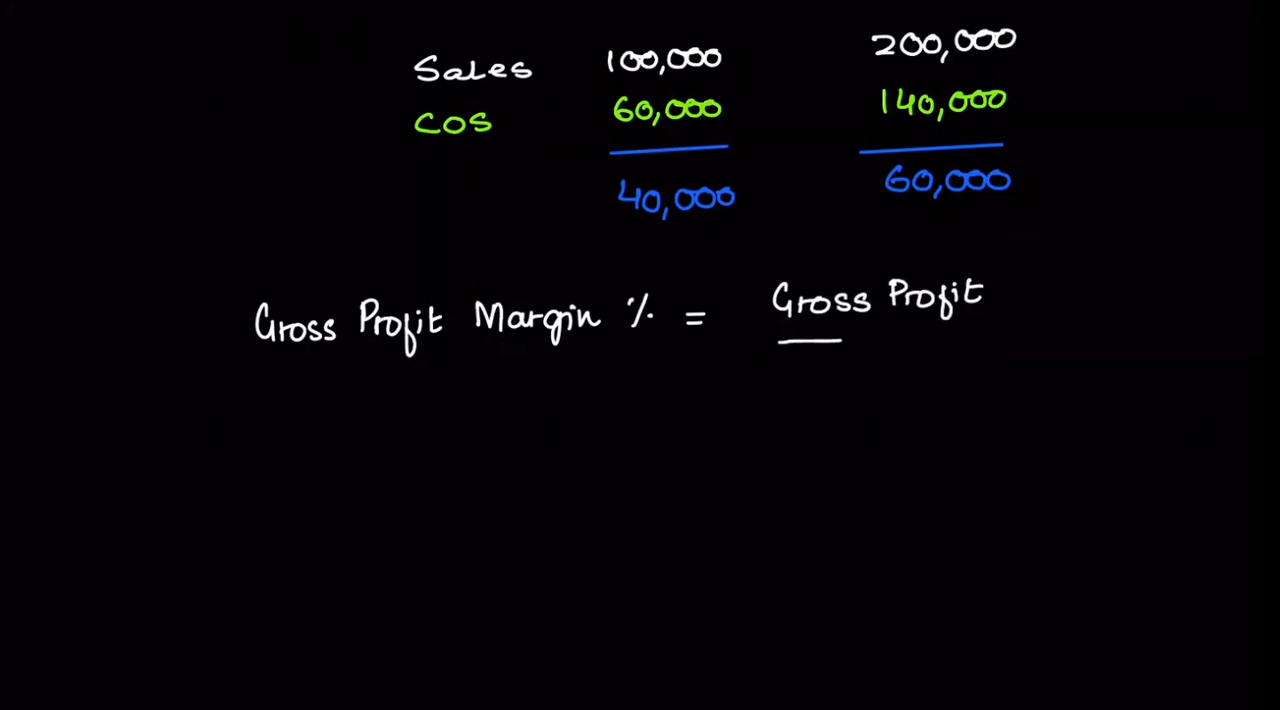 Sales 100,000 200,000
COS 60,000 140,000
40,000 60,000
Gross Profit Margin % = Gross Profit